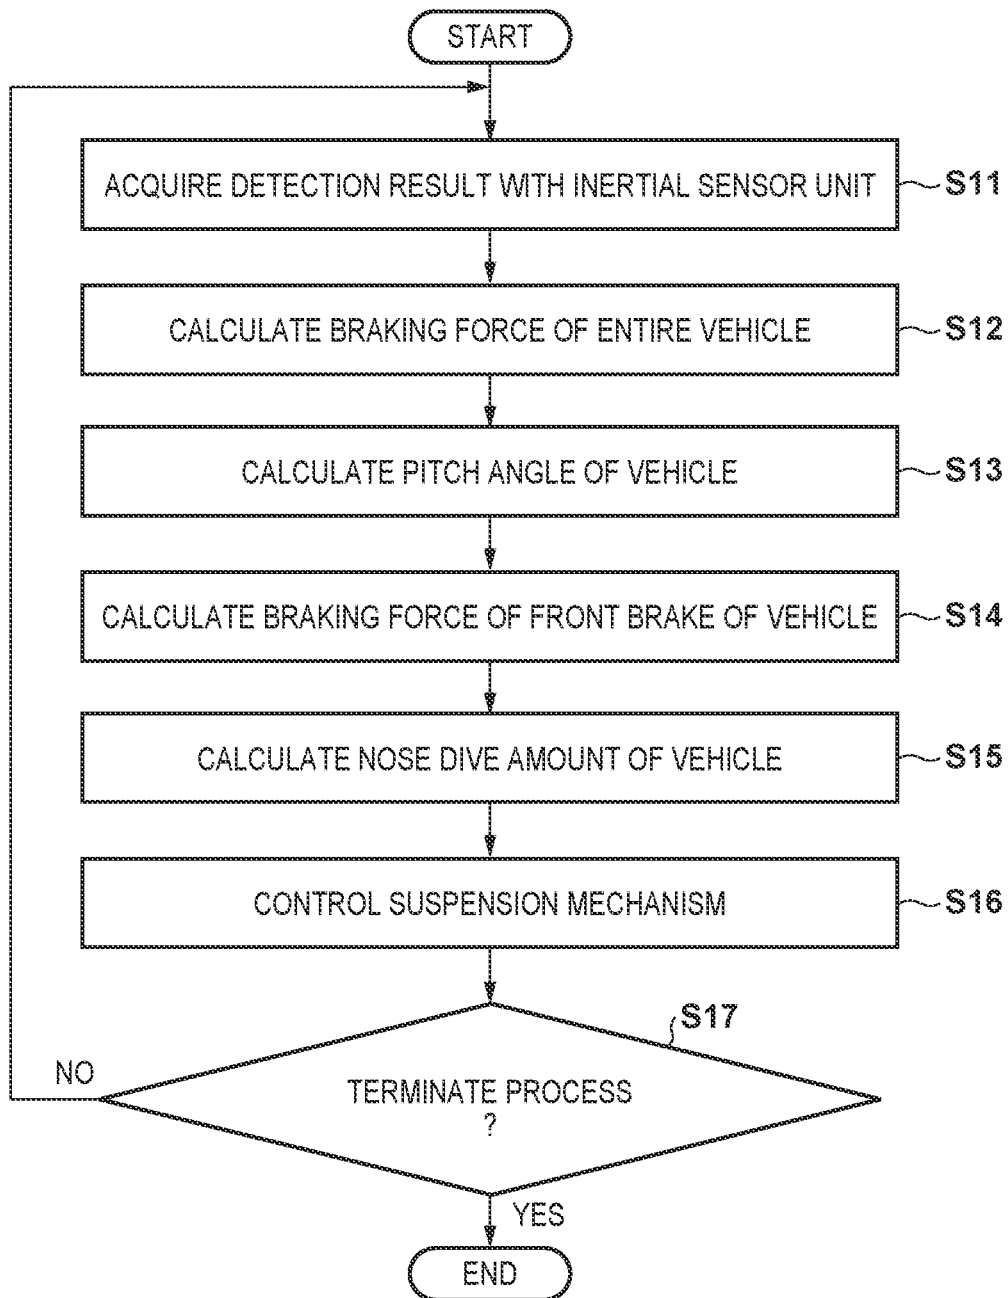 START
ACQUIRE DETECTION RESULT WITH INERTIAL SENSOR UNIT
S11
CALCULATE BRAKING FORCE OF ENTIRE VEHICLE
S12
CALCULATE PITCH ANGLE OF VEHICLE
S13
CALCULATE BRAKING FORCE OF FRONT BRAKE OF VEHICLE
S14
CALCULATE NOSE DIVE AMOUNT OF VEHICLE
S15
CONTROL SUSPENSION MECHANISM
S16
S17
NO
TERMINATE PROCESS
?
YES
END